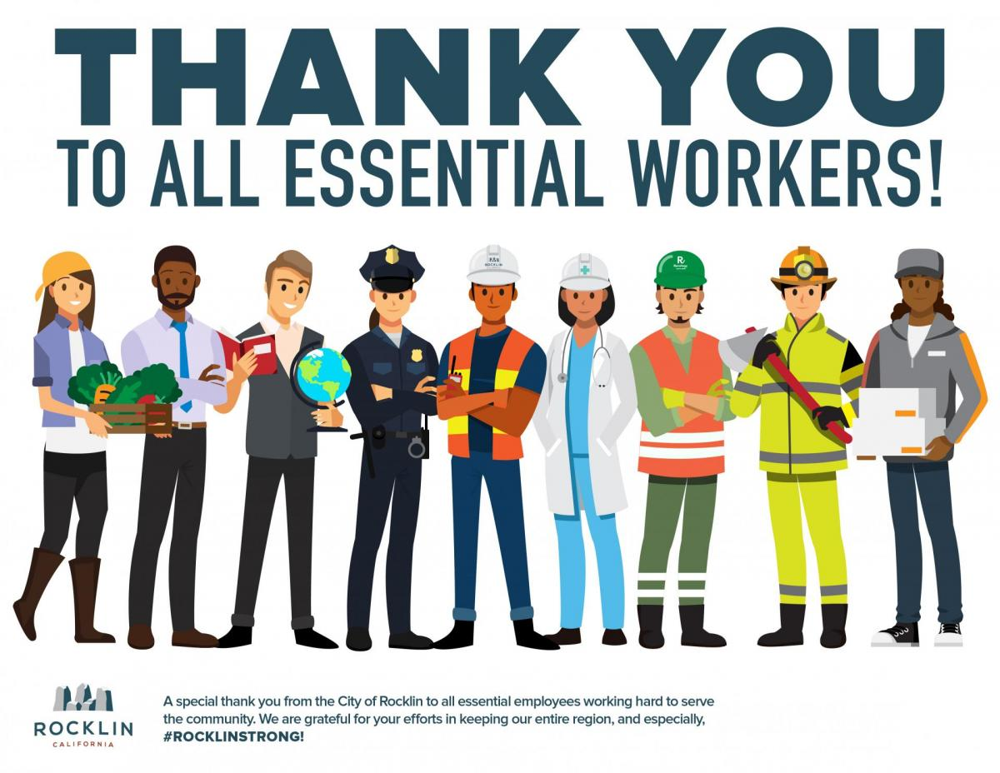 THANK YOU
TO ALL ESSENTIAL WORKERS!
ROCKLIN
R
Recology
ROCKLIN
CALIFORNIA
A special thank you from the City of Rocklin to all essential employees working hard to serve
the community. We are grateful for your efforts in keeping our entire region, and especially,
#ROCKLINSTRONG!